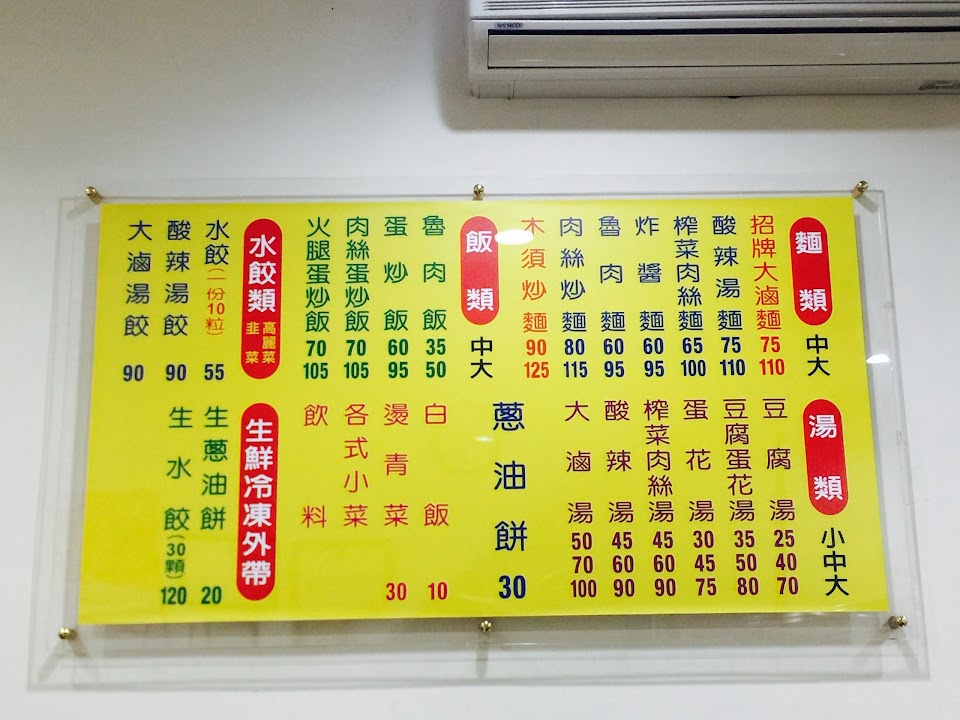 麵類 中 大
招牌大滷麵 75 110
酸辣湯麵 75 110
榨菜肉絲麵 65 100
炸醬麵 60 95
魯肉麵 60 95
肉絲炒麵 80 115
木須炒麵 90 125
飯類 中 大
魯肉飯 35 50
蛋炒飯 60 95
肉絲蛋炒飯 70 105
火腿蛋炒飯 70 105
水餃類 高麗菜 韭菜
水餃(一份10粒) 55
酸辣湯餃 90
大滷湯餃 90
湯類 小 中 大
豆腐湯 25 40 70
豆腐蛋花湯 35 50 80
蛋花湯 30 45 75
榨菜肉絲湯 45 60 90
酸辣湯 45 60 90
大滷湯 50 70 100
蔥油餅 30
白飯 10
燙青菜 30
各式小菜
飲料
生鮮冷凍外帶
生蔥油餅 20
生水餃(30顆) 120
SYNCO